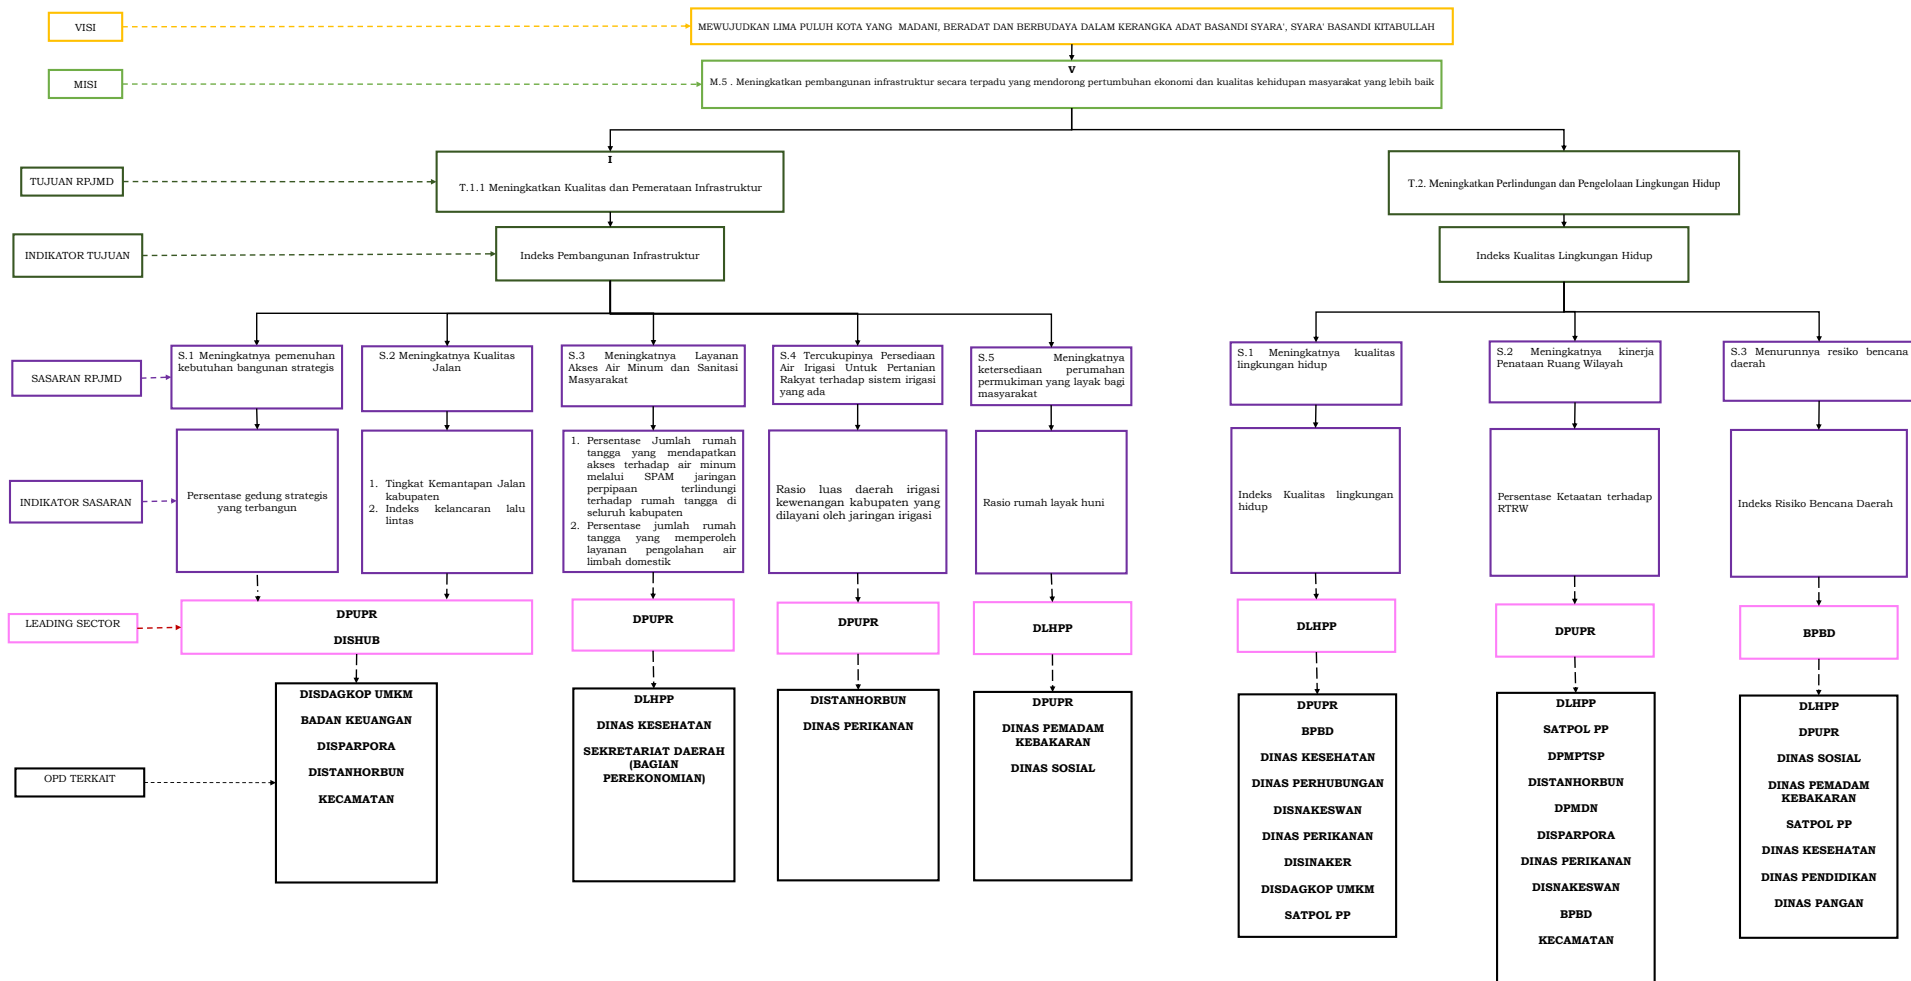 VISI
MEWUJUDKAN LIMA PULUH KOTA YANG MADANI, BERADAT DAN BERBUDAYA DALAM KERANGKA ADAT BASANDI SYARA', SYARA' BASANDI KITABULLAH
MISI
V
M.5 . Meningkatkan pembangunan infrastruktur secara terpadu yang mendorong pertumbuhan ekonomi dan kualitas kehidupan masyarakat yang lebih baik
TUJUAN RPJMD
I
T.1.1 Meningkatkan Kualitas dan Pemerataan Infrastruktur
T.2. Meningkatkan Perlindungan dan Pengelolaan Lingkungan Hidup
INDIKATOR TUJUAN
Indeks Pembangunan Infrastruktur
Indeks Kualitas Lingkungan Hidup
SASARAN RPJMD
S.1 Meningkatnya pemenuhan
kebutuhan bangunan strategis
S.2 Meningkatnya Kualitas
Jalan
S.3 Meningkatnya Layanan
Akses Air Minum dan Sanitasi
Masyarakat
S.4 Tercukupinya Persediaan
Air Irigasi Untuk Pertanian
Rakyat terhadap sistem irigasi
yang ada
S.5 Meningkatnya
ketersediaan perumahan
permukiman yang layak bagi
masyarakat
S.1 Meningkatnya kualitas
lingkungan hidup
S.2 Meningkatnya kinerja
Penataan Ruang Wilayah
S.3 Menurunnya resiko bencana
daerah
INDIKATOR SASARAN
Persentase gedung strategis
yang terbangun
1. Tingkat Kemantapan Jalan
kabupaten
2. Indeks kelancaran lalu
lintas
1. Persentase Jumlah rumah
tangga yang mendapatkan
akses terhadap air minum
melalui SPAM jaringan
perpipaan terlindungi
terhadap rumah tangga di
seluruh kabupaten
2. Persentase jumlah rumah
tangga yang memperoleh
layanan pengolahan air
limbah domestik
Rasio luas daerah irigasi
kewenangan kabupaten yang
dilayani oleh jaringan irigasi
Rasio rumah layak huni
Indeks Kualitas lingkungan
hidup
Persentase Ketaatan terhadap
RTRW
Indeks Risiko Bencana Daerah
LEADING SECTOR
DPUPR
DISHUB
DPUPR
DPUPR
DLHPP
DLHPP
DPUPR
BPBD
OPD TERKAIT
DISDAGKOP UMKM
BADAN KEUANGAN
DISPARPORA
DISTANHORBUN
KECAMATAN
DLHPP
DINAS KESEHATAN
SEKRETARIAT DAERAH
(BAGIAN
PEREKONOMIAN)
DISTANHORBUN
DINAS PERIKANAN
DPUPR
DINAS PEMADAM
KEBAKARAN
DINAS SOSIAL
DPUPR
BPBD
DINAS KESEHATAN
DINAS PERHUBUNGAN
DISNAKESWAN
DINAS PERIKANAN
DISINAKER
DISDAGKOP UMKM
SATPOL PP
DLHPP
SATPOL PP
DPMPTSP
DISTANHORBUN
DPMDN
DISPARPORA
DINAS PERIKANAN
DISNAKESWAN
BPBD
KECAMATAN
DLHPP
DPUPR
DINAS SOSIAL
DINAS PEMADAM
KEBAKARAN
SATPOL PP
DINAS KESEHATAN
DINAS PENDIDIKAN
DINAS PANGAN